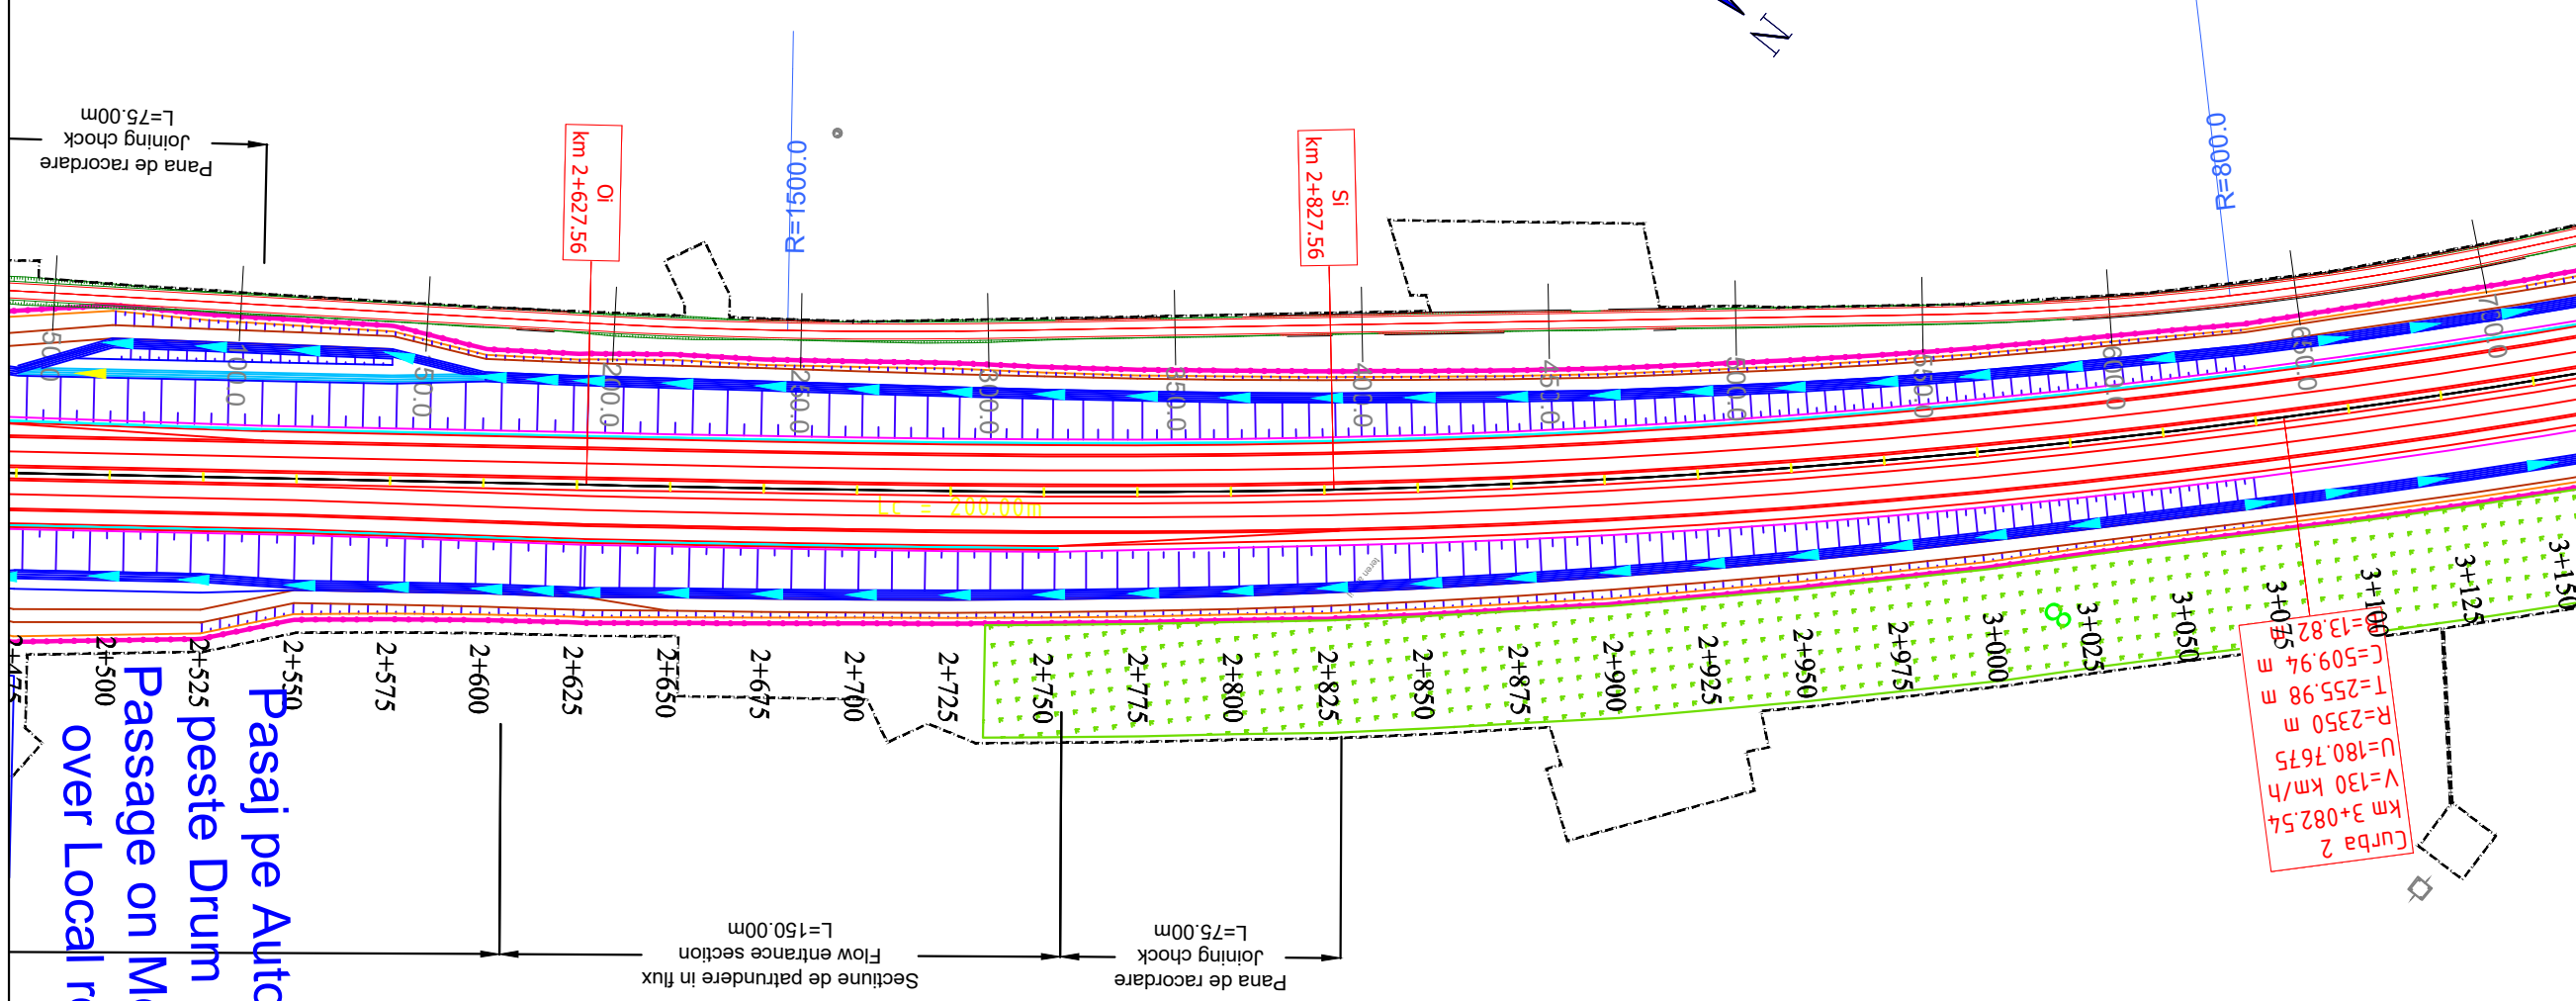 N
Pana de racordare
Joining chock
L=75.00m
Oi
km 2+627.56
R=1500.0
Si
km 2+827.56
R=800.0
200.0
250.0
300.0
350.0
400.0
450.0
500.0
550.0
600.0
650.0
700.0
Lc = 200.00m
teren
2+475
2+500
2+525
2+550
2+575
2+600
2+625
2+650
2+675
2+700
2+725
2+750
2+775
2+800
2+825
2+850
2+875
2+900
2+925
2+950
2+975
3+000
3+025
3+050
3+075
3+100
3+125
3+150
Curba 2
km 3+082.54
V=130 km/h
U=180.7675
R=2350 m
T=255.98 m
C=509.94 m
B=13.82 m
Pasaj pe Auto
peste Drum
Passage on Mo
over Local r
Sectiune de patrundere in flux
Flow entrance section
L=150.00m
Pana de racordare
Joining chock
L=75.00m